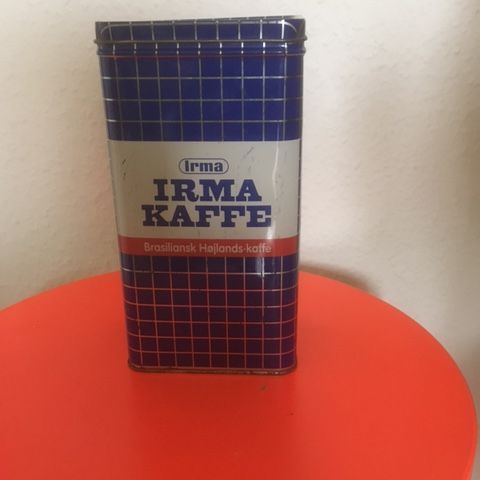 Irma
IRMA
KAFFE
Brasiliansk Højlands-kaffe